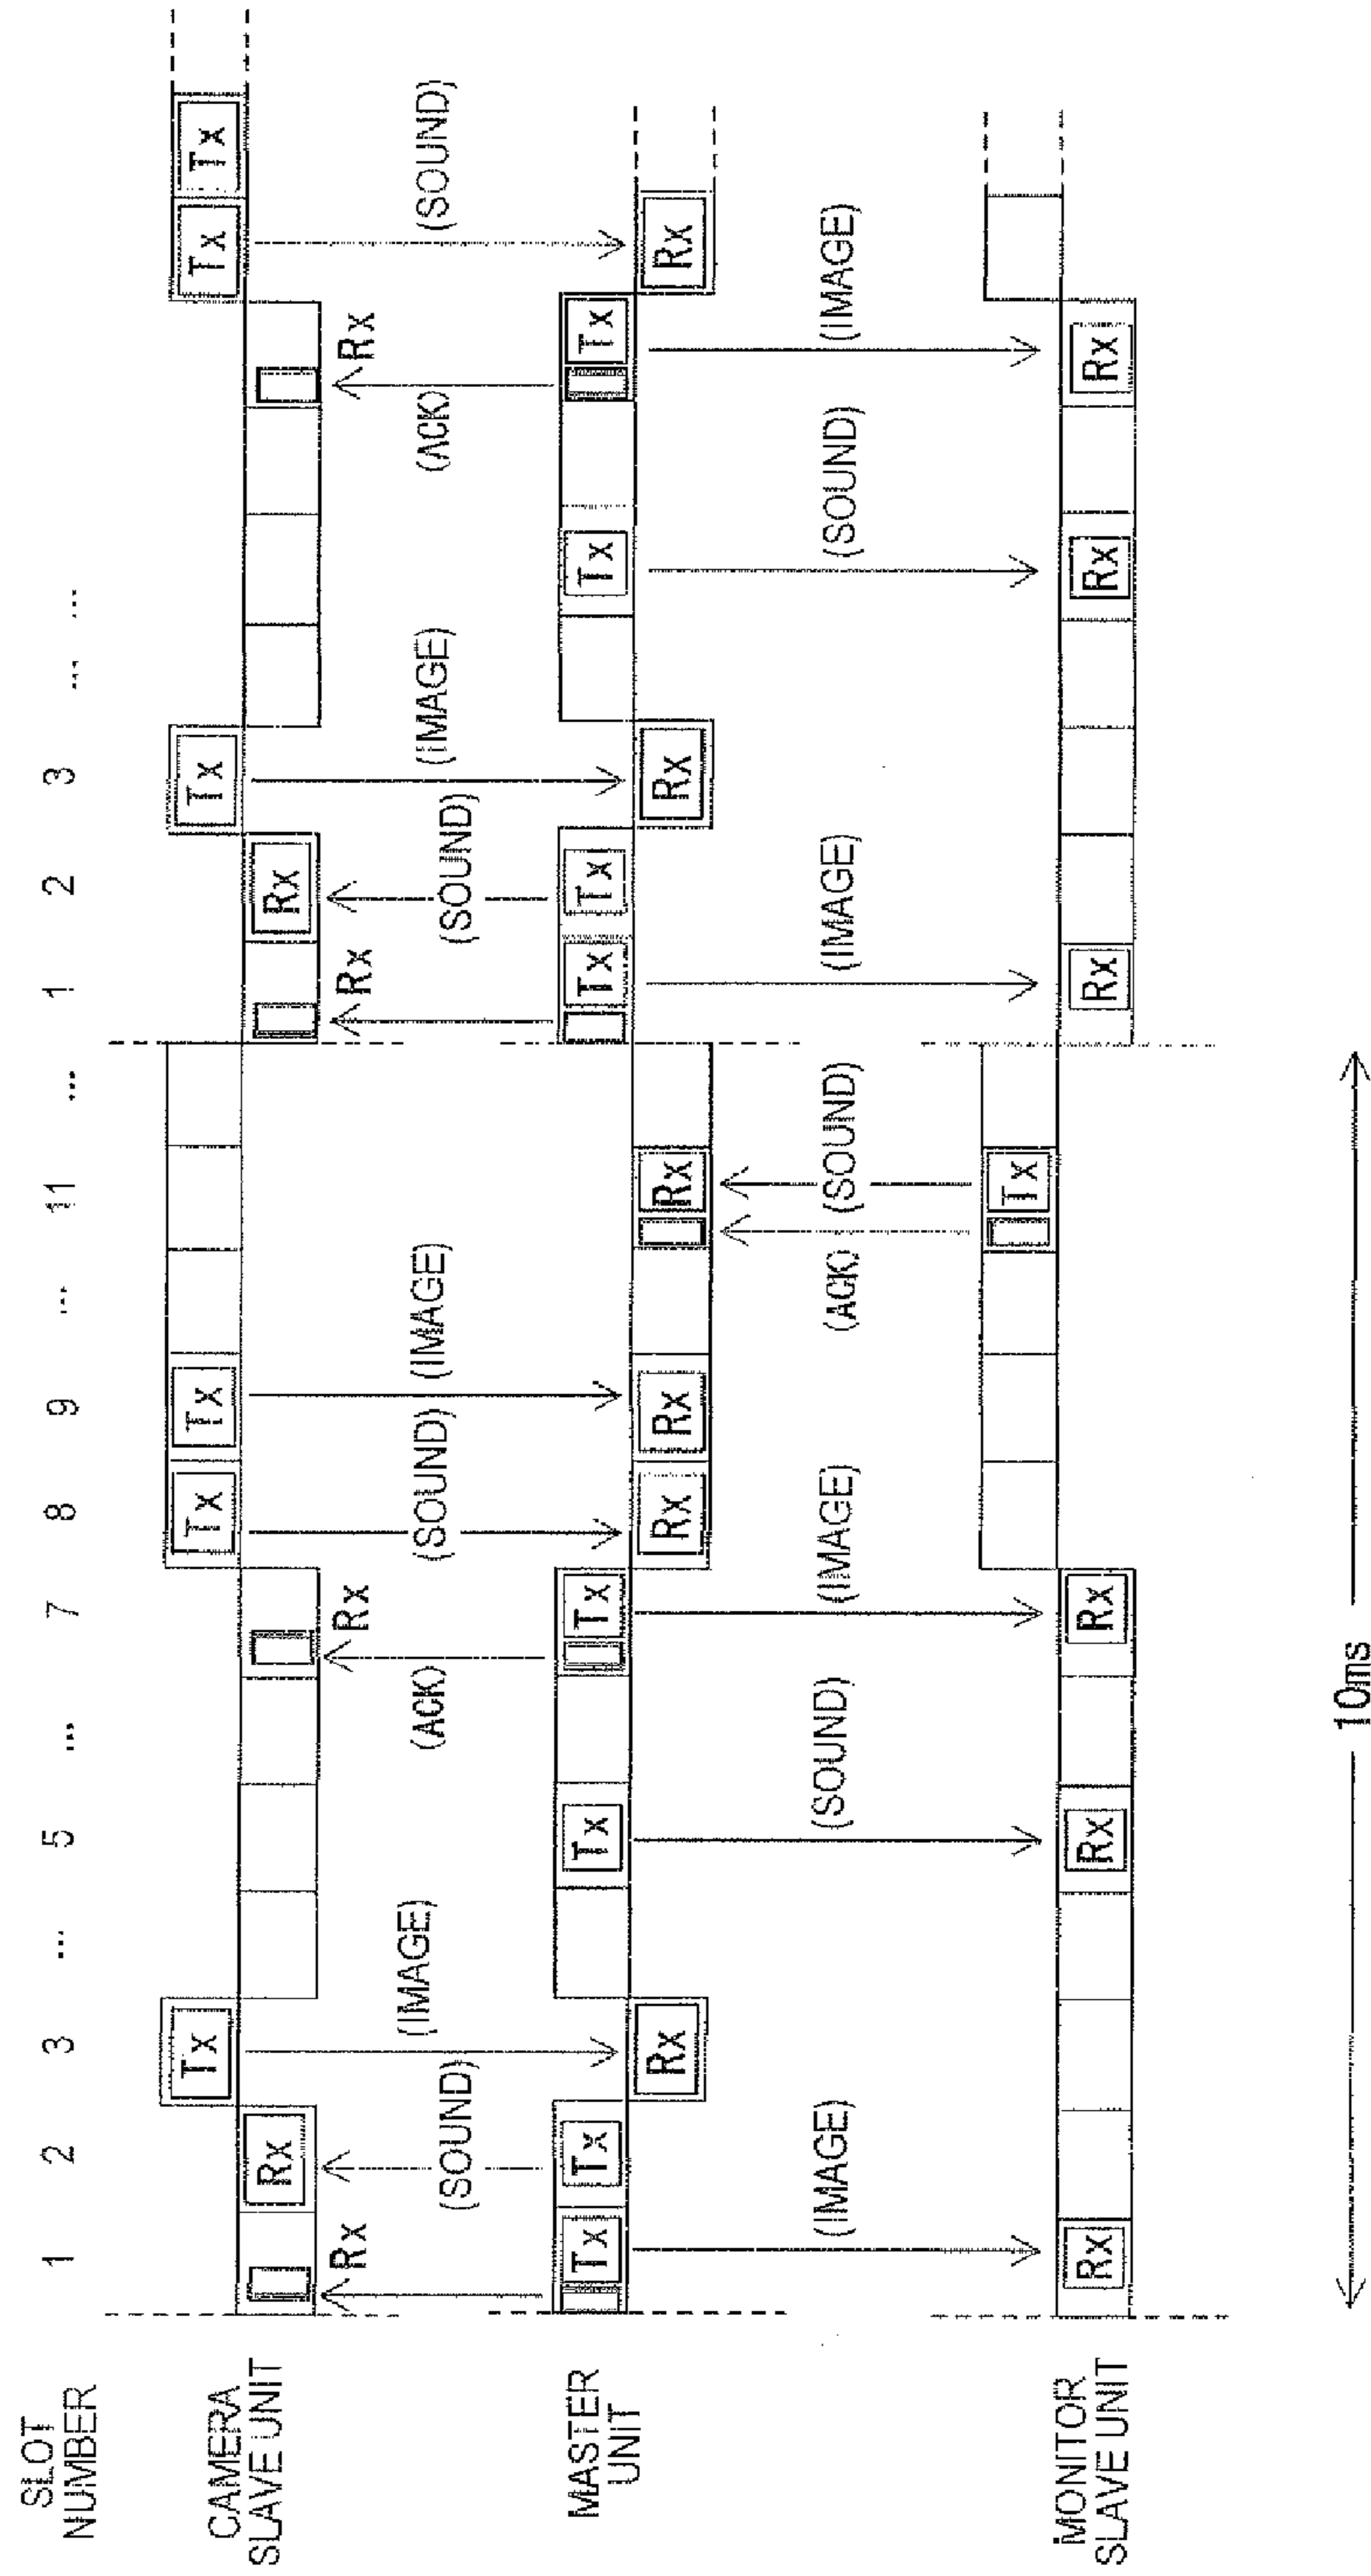 SLOT
NUMBER
1 2 3 ... 5 ... 7 8 9 ... 11 ... 1 2 3 ... ...
CAMERA
SLAVE UNIT
Tx Tx Tx Tx Tx Tx
Rx Rx
Rx Rx Rx Rx
(SOUND) (IMAGE) (ACK) (SOUND) (IMAGE) (SOUND) (IMAGE) (ACK) (SOUND)
MASTER
UNIT
Tx Tx Tx Tx Tx Tx Tx Tx
Rx Rx Rx Rx Rx Rx
(IMAGE) (SOUND) (IMAGE) (ACK) (SOUND) (IMAGE) (SOUND) (IMAGE)
MONITOR
SLAVE UNIT
Tx
Rx Rx Rx Rx Rx Rx
10ms